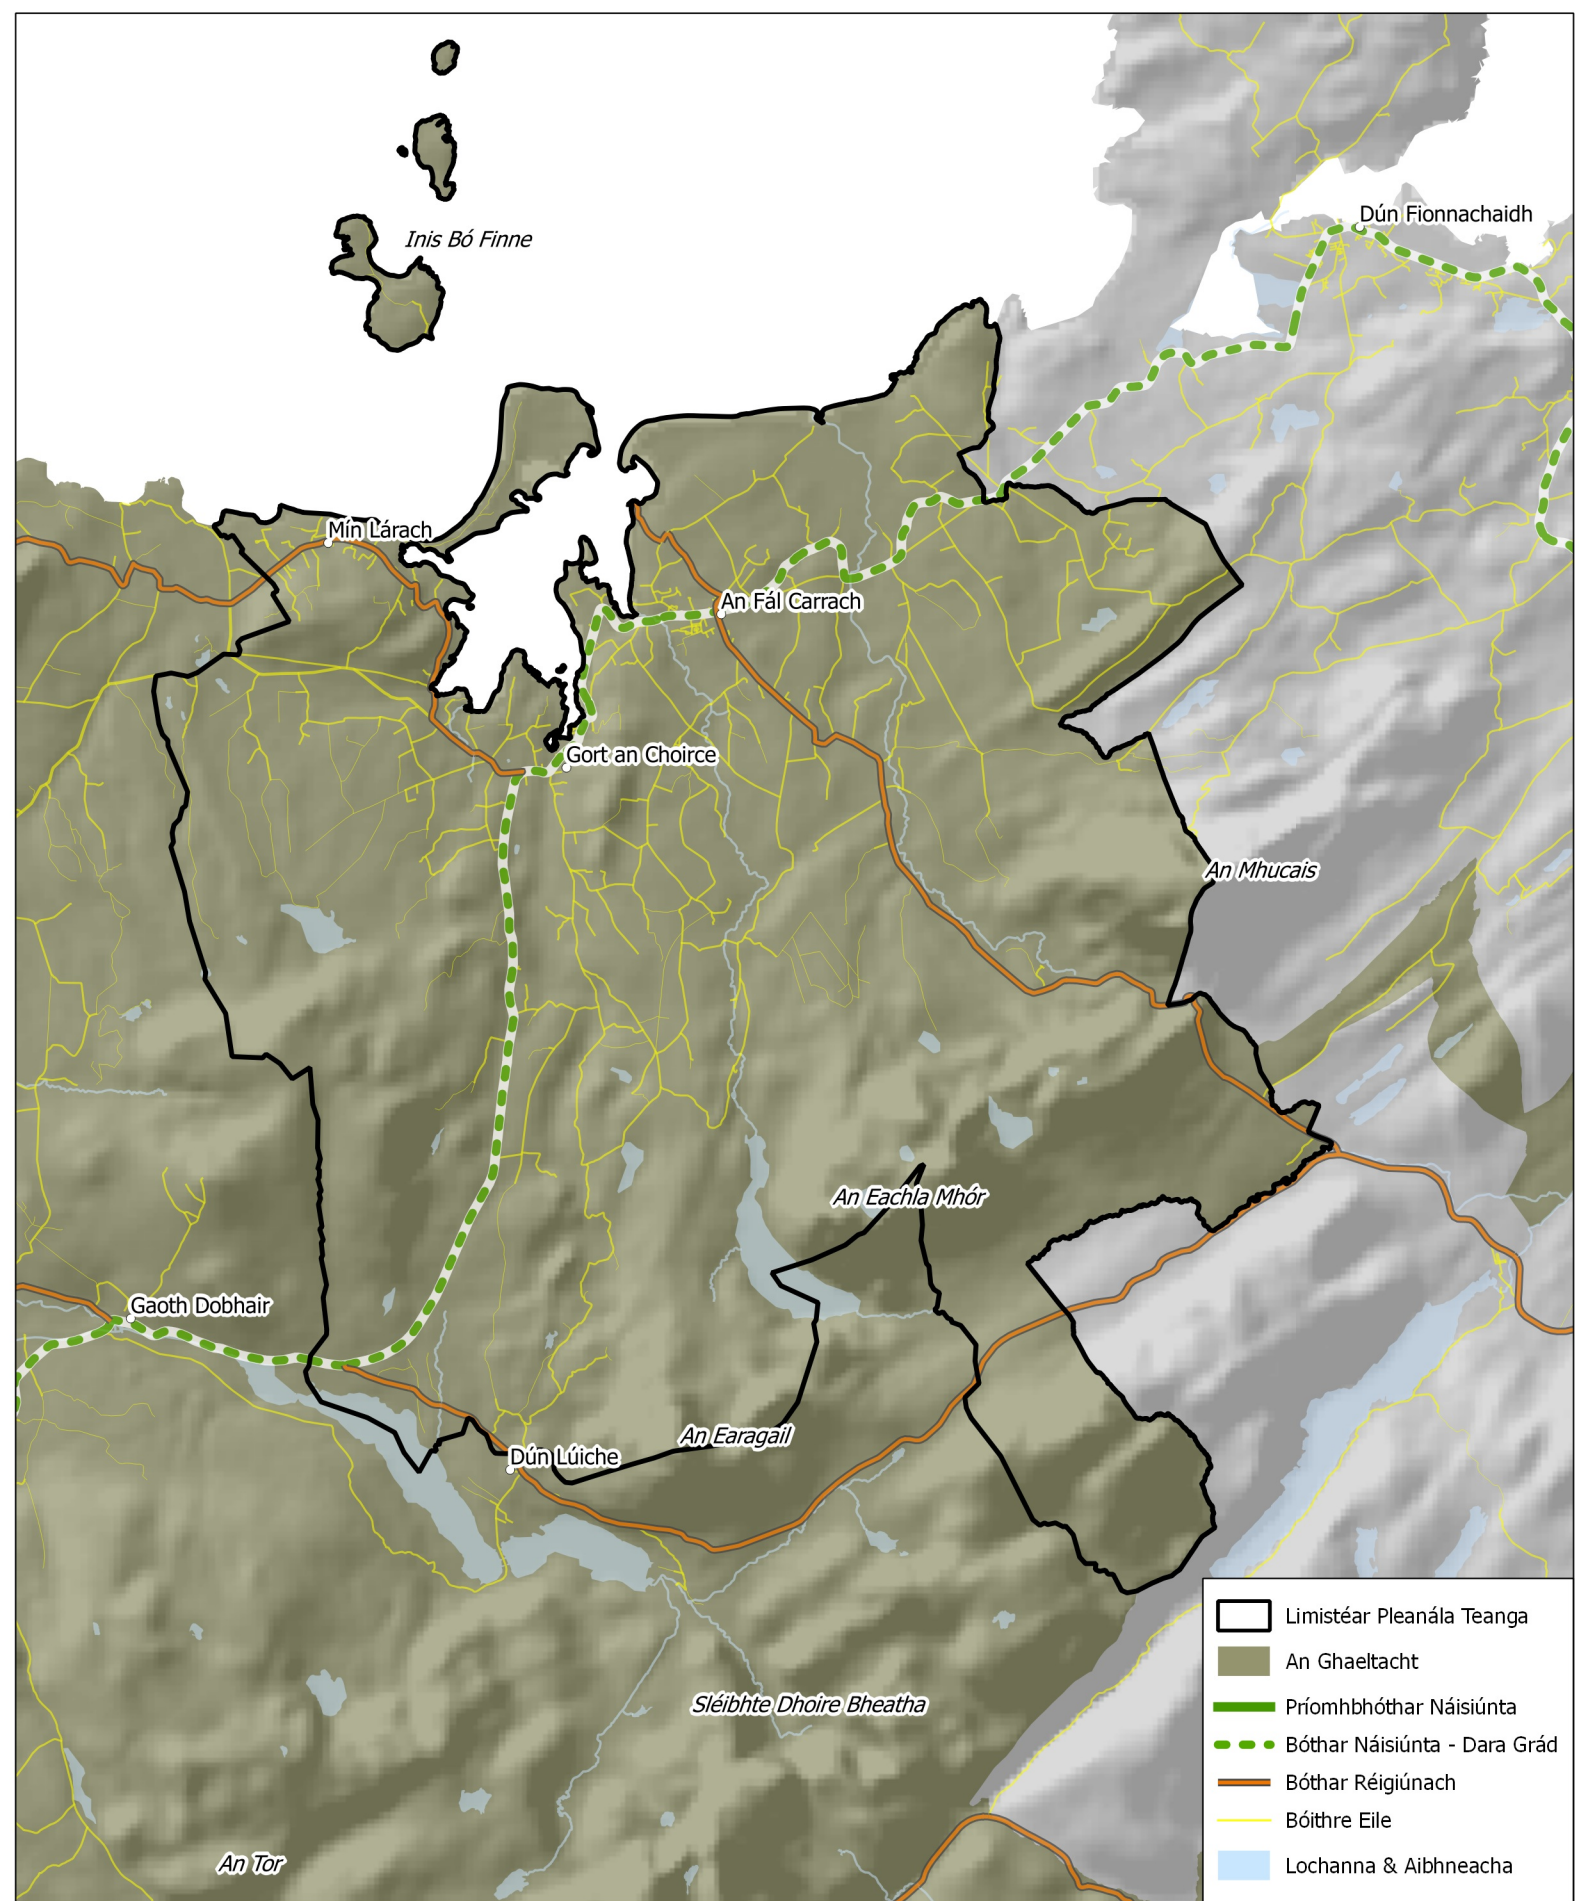 Dún Fionnachaidh
Inis Bó Finne
Mín Lárach
An Fál Carrach
Gort an Choirce
An Mhucais
An Eachla Mhór
Gaoth Dobhair
An Earagail
Dún Lúiche
Sléibhte Dhoire Bheatha
An Tor
Limistéar Pleanála Teanga
An Ghaeltacht
Príomhbhóthar Náisiúnta
Bóthar Náisiúnta - Dara Grád
Bóthar Réigiúnach
Bóithre Eile
Lochanna & Aibhneacha